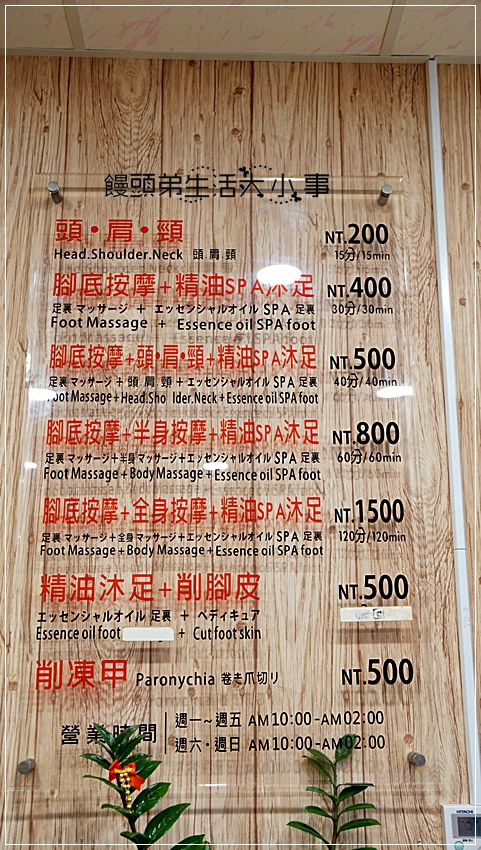 饅頭弟生活大小事
頭•肩•頸 NT.200
Head.Shoulder.Neck 頭.肩.頸 15分/15min
腳底按摩+精油SPA沐足 NT.400
足裏 マッサージ + エッセンシャルオイル SPA 足裏 30分/30min
Foot Massage + Essence oil SPA foot
腳底按摩+頭•肩•頸+精油SPA沐足 NT.500
足裏 マッサージ + 頭.肩.頸 + エッセンシャルオイル SPA 足裏 40分/40min
Foot Massage+Head.Sho lder.Neck+Essence oil SPA foot
腳底按摩+半身按摩+精油SPA沐足 NT.800
足裏 マッサージ+半身マッサージ+エッセンシャルオイル SPA 足裏 60分/60min
Foot Massage+Body Massage+Essence oil SPA foot
腳底按摩+全身按摩+精油SPA沐足 NT.1500
足裏 マッサージ+全身マッサージ+エッセンシャルオイル SPA 足裏 120分/120min
Foot Massage+Body Massage+Essence oil SPA foot
精油沐足+削腳皮 NT.500
エッセンシャルオイル 足裏 + ペディキュア
Essence oil foot + Cut foot skin
削凍甲 Paronychia 巻き爪切り NT.500
營業時間 週一~週五 AM10:00-AM02:00
週六•週日 AM10:00-AM02:00
HITACHI